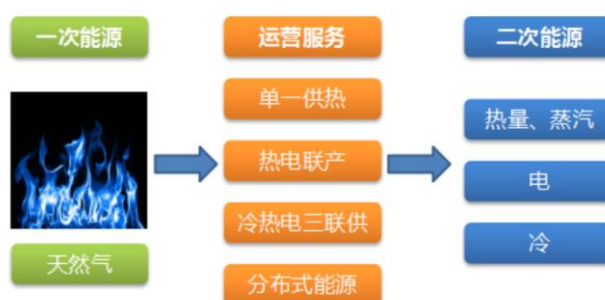 一次能源
运营服务
二次能源
单一供热
热电联产
冷热电三联供
分布式能源
天然气
热量、蒸汽
电
冷